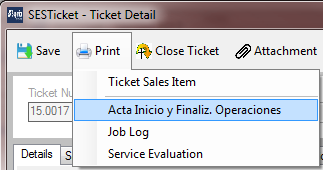 SESTicket - Ticket Detail
Save Print Close Ticket Attachment
Ticket Sales Item
Ticket Nu
Acta Inicio y Finaliz. Operaciones
15.0017
Job Log
Details S
Service Evaluation